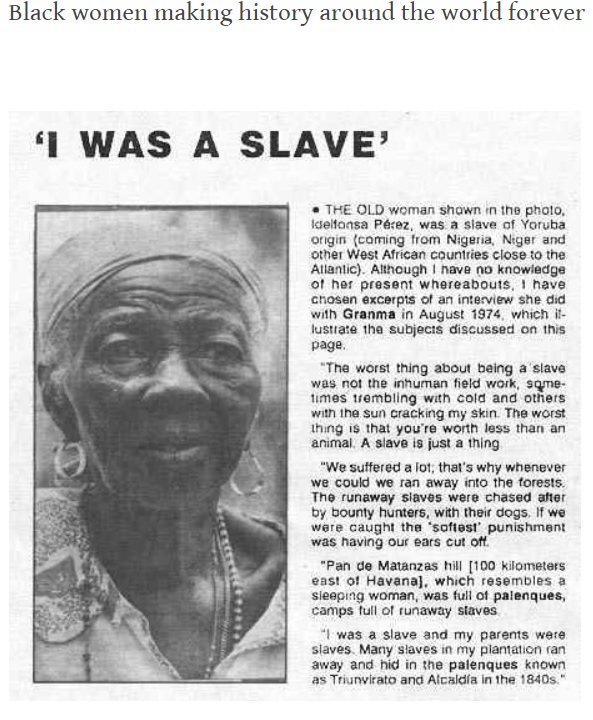 Black women making history around the world forever
‘I WAS A SLAVE’
• THE OLD woman shown in the photo,
Idelfonsa Pérez, was a slave of Yoruba
origin (coming from Nigeria, Niger and
other West African countries close to the
Atlantic). Although I have no knowledge
of her present whereabouts, I have
chosen excerpts of an interview she did
with Granma in August 1974, which il-
lustrate the subjects discussed on this
page.
"The worst thing about being a slave
was not the inhuman field work, some-
times trembling with cold and others
with the sun cracking my skin. The worst
thing is that you're worth less than an
animal. A slave is just a thing.
"We suffered a lot; that's why whenever
we could we ran away into the forests.
The runaway slaves were chased after
by bounty hunters, with their dogs. If we
were caught the 'softest' punishment
was having our ears cut off.
"Pan de Matanzas hill [100 kilometers
east of Havana], which resembles a
sleeping woman, was full of palenques,
camps full of runaway slaves.
"I was a slave and my parents were
slaves. Many slaves in my plantation ran
away and hid in the palenques known
as Triunvirato and Alcaldía in the 1840s."